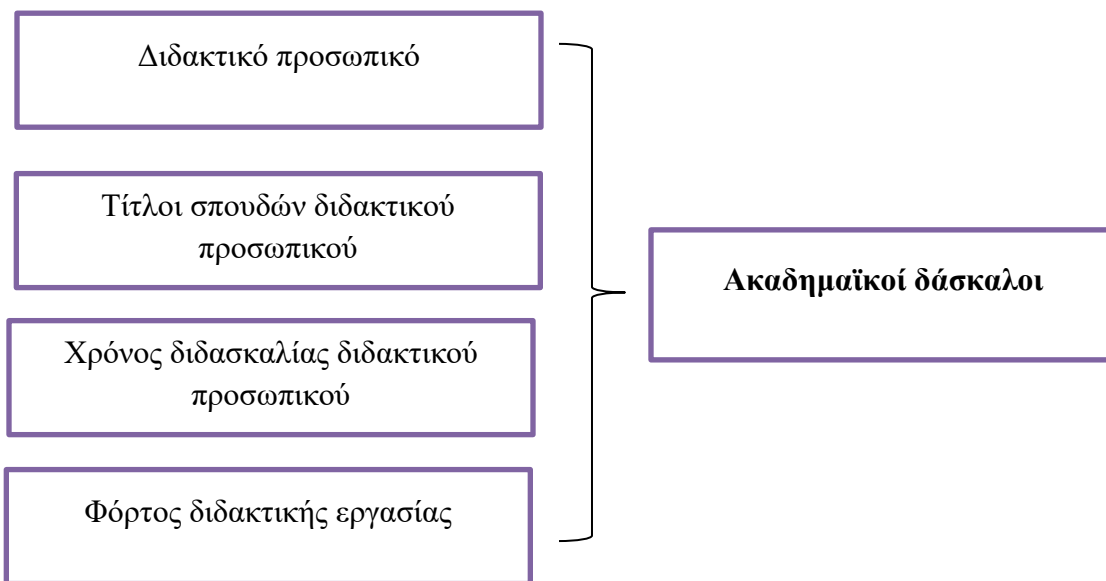 Διδακτικό προσωπικό
Τίτλοι σπουδών διδακτικού
προσωπικού
Χρόνος διδασκαλίας διδακτικού
προσωπικού
Φόρτος διδακτικής εργασίας
Ακαδημαϊκοί δάσκαλοι